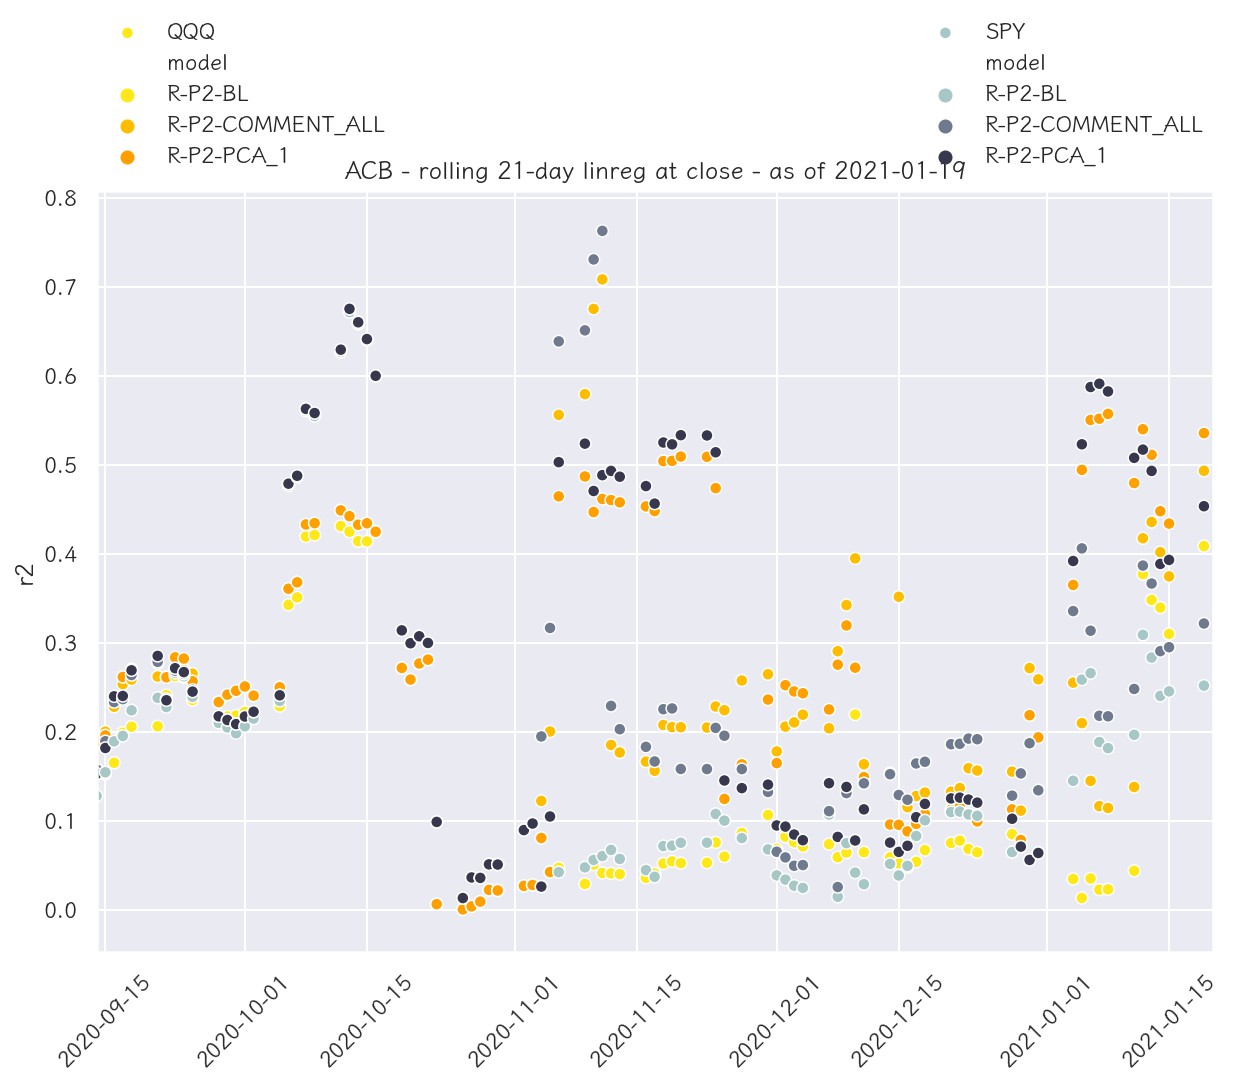 QQQ
model
R-P2-BL
R-P2-COMMENT_ALL
R-P2-PCA_1
SPY
model
R-P2-BL
R-P2-COMMENT_ALL
R-P2-PCA_1
ACB - rolling 21-day linreg at close - as of 2021-01-19
0.8
0.7
0.6
0.5
0.4
0.3
0.2
0.1
0.0
r2
2020-09-15
2020-10-01
2020-10-15
2020-11-01
2020-11-15
2020-12-01
2020-12-15
2021-01-01
2021-01-15